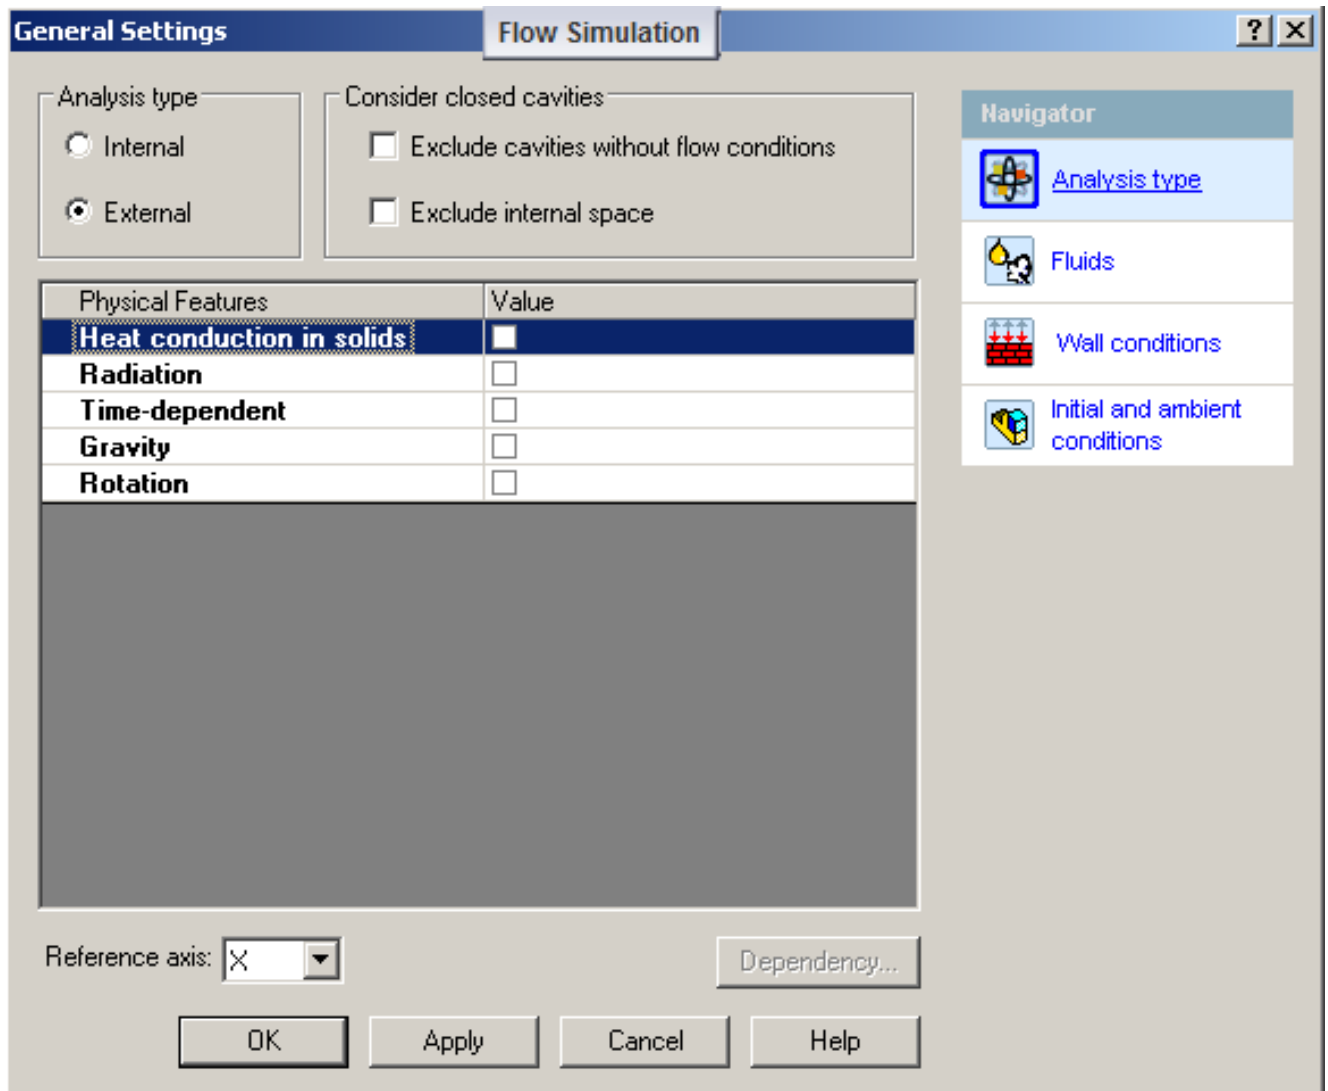 General Settings
Flow Simulation
Analysis type
Internal
External
Consider closed cavities
Exclude cavities without flow conditions
Exclude internal space
Physical Features Value
Heat conduction in solids
Radiation
Time-dependent
Gravity
Rotation
Reference axis: X
Dependency...
OK Apply Cancel Help
Navigator
Analysis type
Fluids
Wall conditions
Initial and ambient
conditions